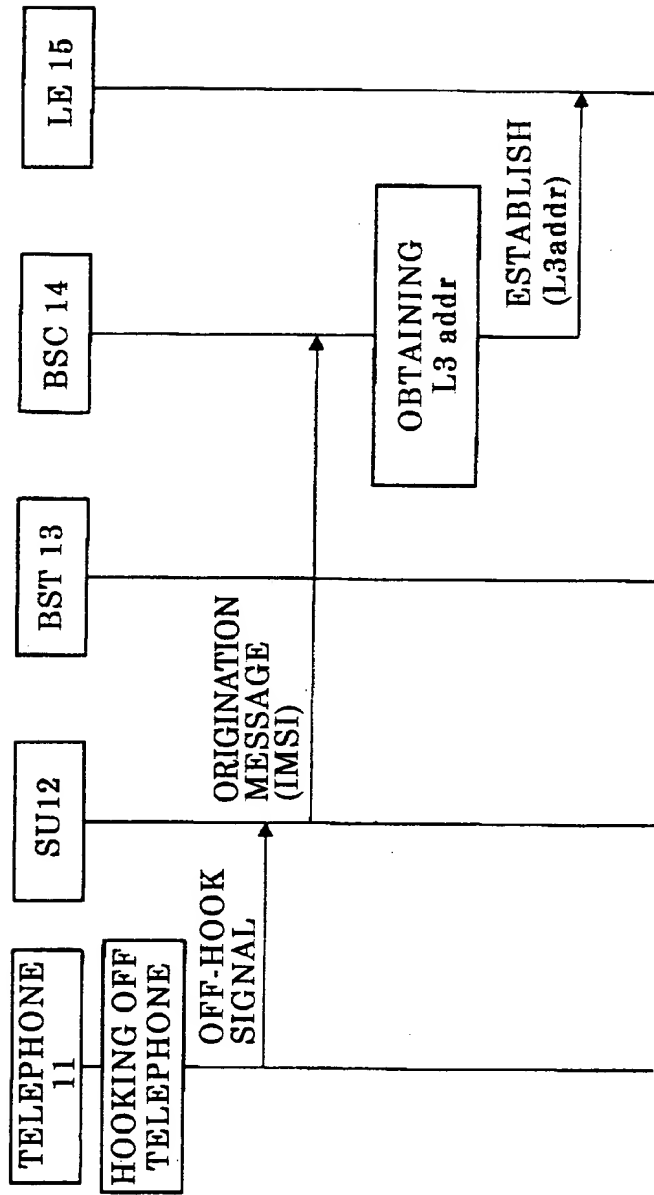 TELEPHONE
11
SU12
BST 13
BSC 14
LE 15
HOOKING OFF
TELEPHONE
OFF-HOOK
SIGNAL
ORIGINATION
MESSAGE
(IMSI)
OBTAINING
L3 addr
ESTABLISH
(L3addr)